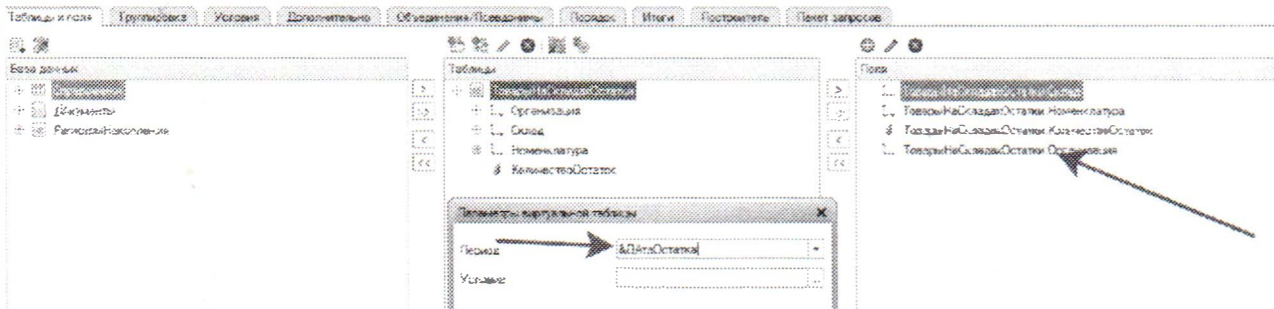 Таблицы и поля Группировка Условия Дополнительно Объединения/Псевдонимы Порядок Итоги Построитель Пакет запросов
База данных
Документы
РегистрыНакопления
Таблицы
ТоварыНаСкладахОстатки
Организация
Склад
Номенклатура
КоличествоОстаток
Поля
ТоварыНаСкладахОстатки.Склад
ТоварыНаСкладахОстатки.Номенклатура
ТоварыНаСкладахОстатки.КоличествоОстаток
ТоварыНаСкладахОстатки.Организация
Параметры виртуальной таблицы
Период &ДАтаОстатка
Условие